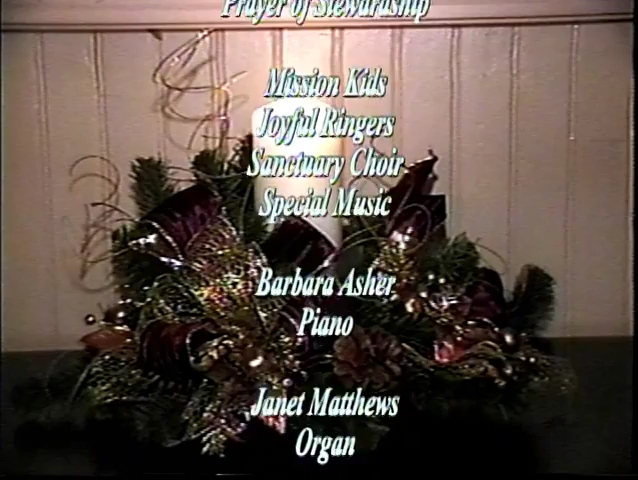 Prayer of Stewardship
Mission Kids
Joyful Ringers
Sanctuary Choir
Special Music
Barbara Asher
Piano
Janet Matthews
Organ